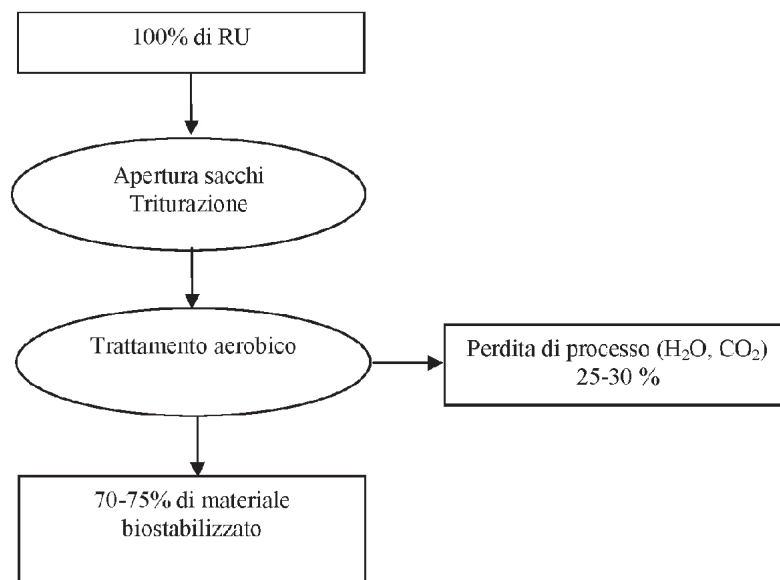 100% di RU
Apertura sacchi
Triturazione
Trattamento aerobico
Perdita di processo (H₂O, CO₂)
25-30 %
70-75% di materiale
biostabilizzato